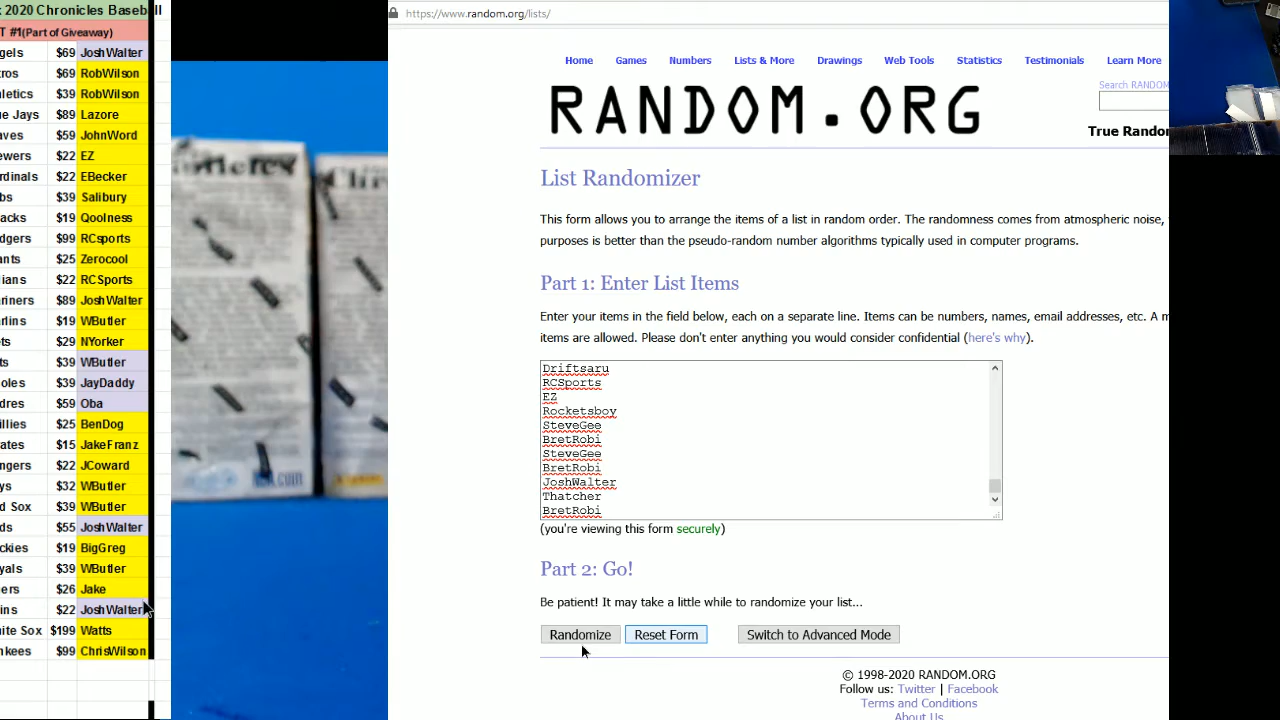 x 2020 Chronicles Baseball
T #1(Part of Giveaway)
gels $69 JoshWalter
ros $69 RobWilson
letics $39 RobWilson
ue Jays $89 Lazore
aves $59 JohnWord
ewers $22 EZ
rdinals $22 EBecker
bs $39 Salibury
acks $19 Qoolness
dgers $99 RCsports
ants $25 Zerocool
lians $22 RCSports
ariners $89 JoshWalter
arlins $19 WButler
ets $29 NYorker
ts $39 WButler
oles $39 JayDaddy
dres $59 Oba
illies $25 BenDog
rates $15 JakeFranz
ngers $22 JCoward
ys $32 WButler
d Sox $39 WButler
ds $55 JoshWalter
ckies $19 BigGreg
yals $39 WButler
ers $26 Jake
ins $22 JoshWalter
ite Sox $199 Watts
nkees $99 ChrisWilson
https://www.random.org/lists/
Home Games Numbers Lists & More Drawings Web Tools Statistics Testimonials Learn More
Search RANDOM
RANDOM.ORG
True Rando
List Randomizer
This form allows you to arrange the items of a list in random order. The randomness comes from atmospheric noise,
purposes is better than the pseudo-random number algorithms typically used in computer programs.
Part 1: Enter List Items
Enter your items in the field below, each on a separate line. Items can be numbers, names, email addresses, etc. A m
items are allowed. Please don't enter anything you would consider confidential (here's why).
Driftsaru
RCSports
EZ
Rocketsboy
SteveGee
BretRobi
SteveGee
BretRobi
JoshWalter
Thatcher
BretRobi
(you're viewing this form securely)
Part 2: Go!
Be patient! It may take a little while to randomize your list...
Randomize Reset Form Switch to Advanced Mode
© 1998-2020 RANDOM.ORG
Follow us: Twitter | Facebook
Terms and Conditions
About Us